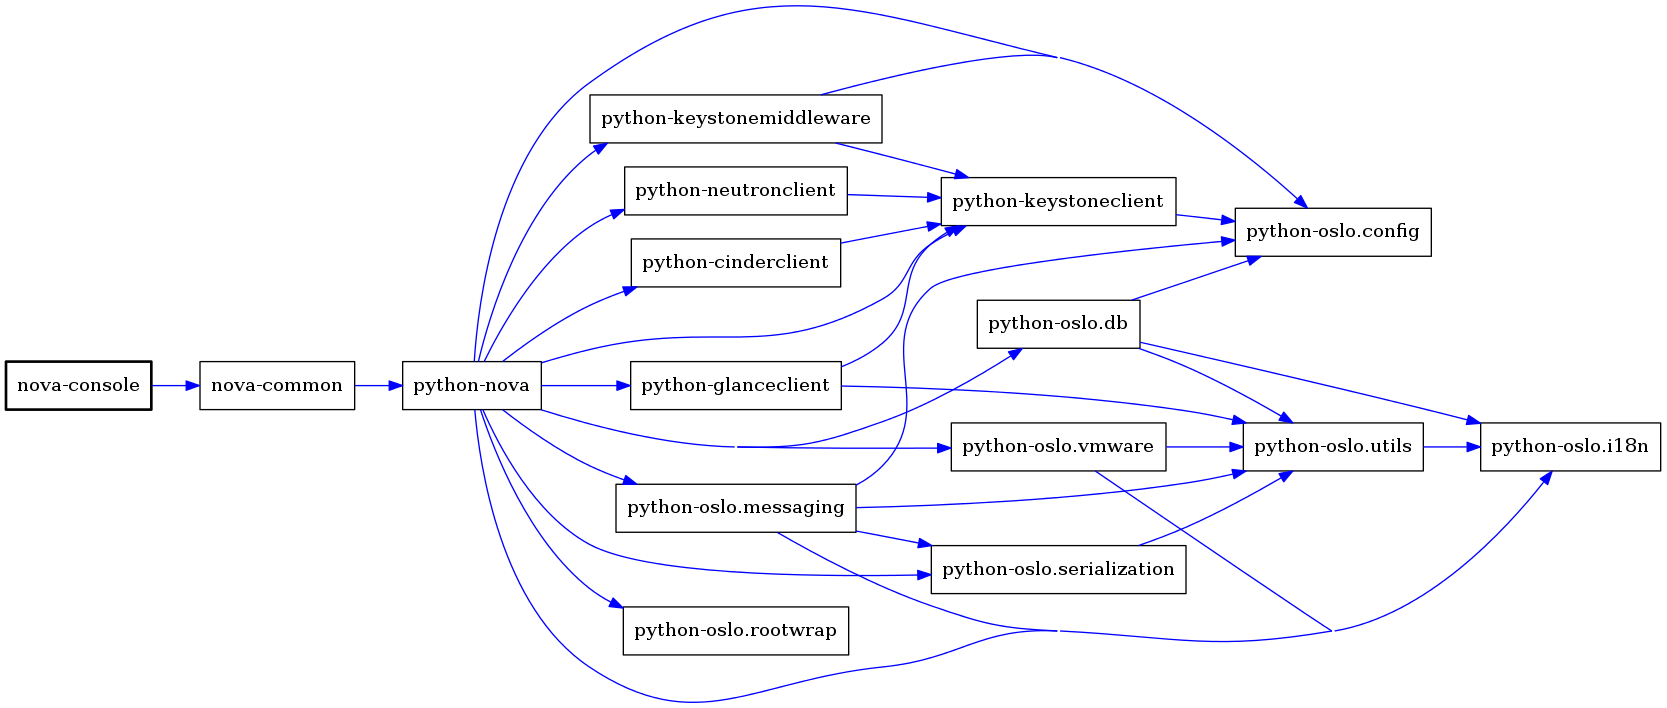 nova-console
nova-common
python-nova
python-keystonemiddleware
python-neutronclient
python-cinderclient
python-glanceclient
python-oslo.messaging
python-oslo.rootwrap
python-keystoneclient
python-oslo.db
python-oslo.vmware
python-oslo.serialization
python-oslo.config
python-oslo.utils
python-oslo.i18n